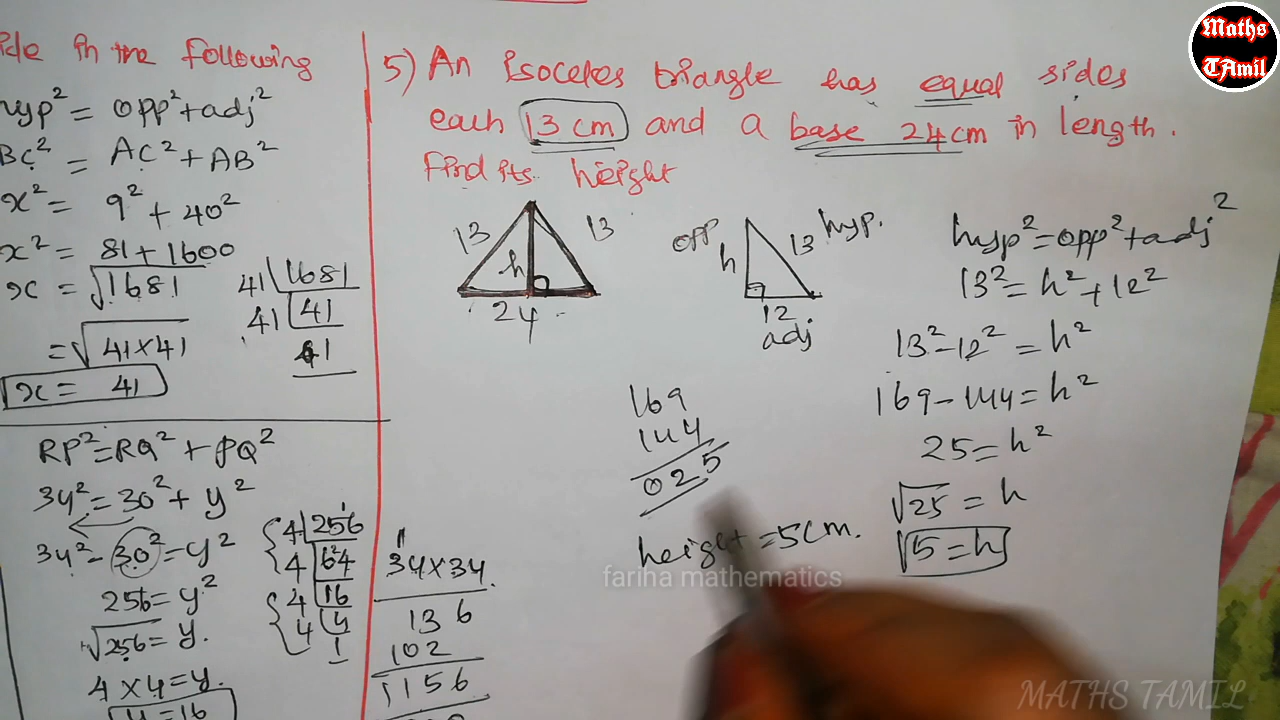 ide in the following
hyp² = opp² + adj²
BC² = AC² + AB²
x² = 9² + 40²
x² = 81 + 1600
x = √1681
41 1681
41 41
1
= √41×41
x = 41
RP² = RQ² + PQ²
34² = 30² + y²
34² - 30² = y²
256 = y²
√256 = y.
4 × 4 = y.
y = 16
4 256
4 64
4 16
4 4
1
34×34.
136
102
1156
5) An isoceles triangle has equal sides
each 13 cm and a base 24cm in length.
Find its height
13
13
h
24
opp
h
13 hyp.
12
adj
hyp² = opp² + adj²
13² = h² + 12²
13² - 12² = h²
169 - 144 = h²
25 = h²
√25 = h
5 = h
169
144
025
height = 5cm.
fariha mathematics
Maths
TAmil
MATHS TAMIL